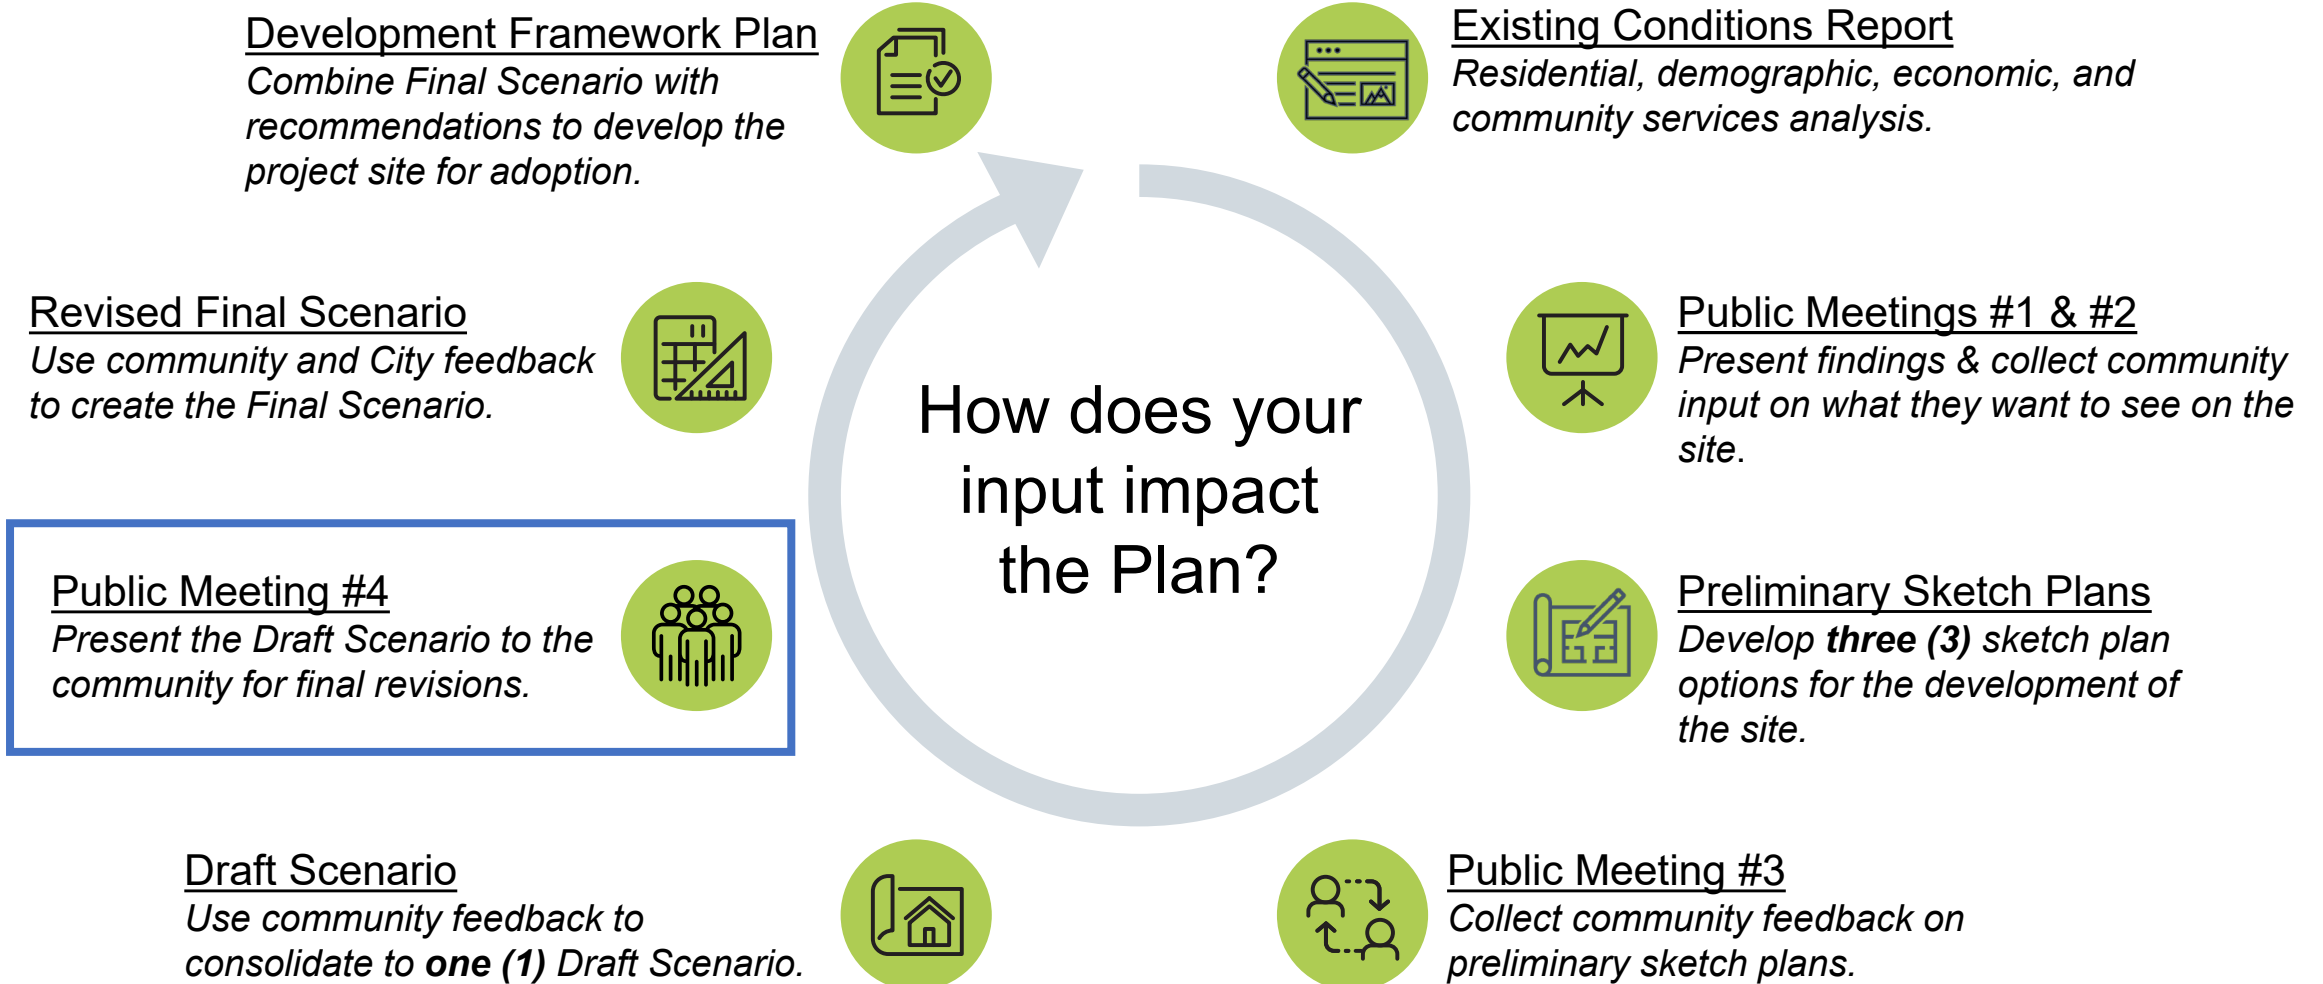 Development Framework Plan
Combine Final Scenario with
recommendations to develop the
project site for adoption.
Existing Conditions Report
Residential, demographic, economic, and
community services analysis.
Revised Final Scenario
Use community and City feedback
to create the Final Scenario.
How does your
input impact
the Plan?
Public Meetings #1 & #2
Present findings & collect community
input on what they want to see on the
site.
Public Meeting #4
Present the Draft Scenario to the
community for final revisions.
Preliminary Sketch Plans
Develop three (3) sketch plan
options for the development of
the site.
Draft Scenario
Use community feedback to
consolidate to one (1) Draft Scenario.
Public Meeting #3
Collect community feedback on
preliminary sketch plans.